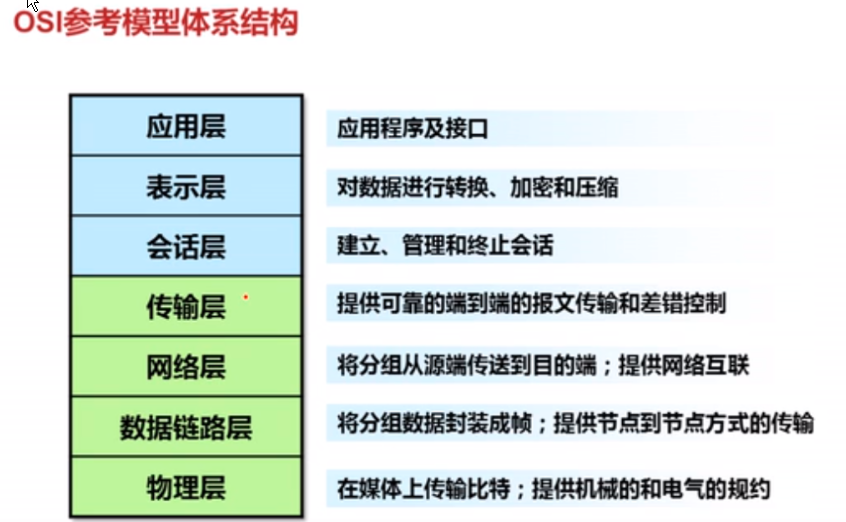 OSI参考模型体系结构
应用层 应用程序及接口
表示层 对数据进行转换、加密和压缩
会话层 建立、管理和终止会话
传输层 提供可靠的端到端的报文传输和差错控制
网络层 将分组从源端传送到目的端；提供网络互联
数据链路层 将分组数据封装成帧；提供节点到节点方式的传输
物理层 在媒体上传输比特；提供机械的和电气的规约